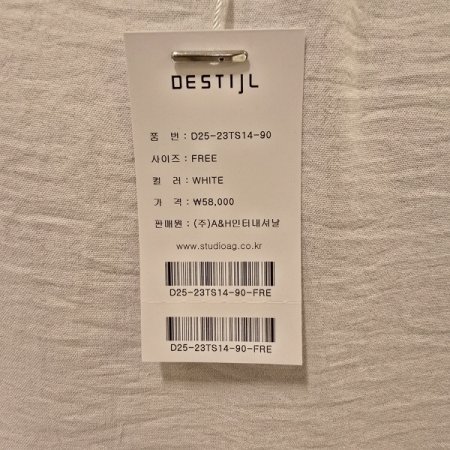 DESTIJL
품 번 : D25-23TS14-90
사이즈 : FREE
컬 러 : WHITE
가 격 : ₩58,000
판매원 : (주)A&H인터내셔날
www.studioag.co.kr
D25-23TS14-90-FRE
D25-23TS14-90-FRE